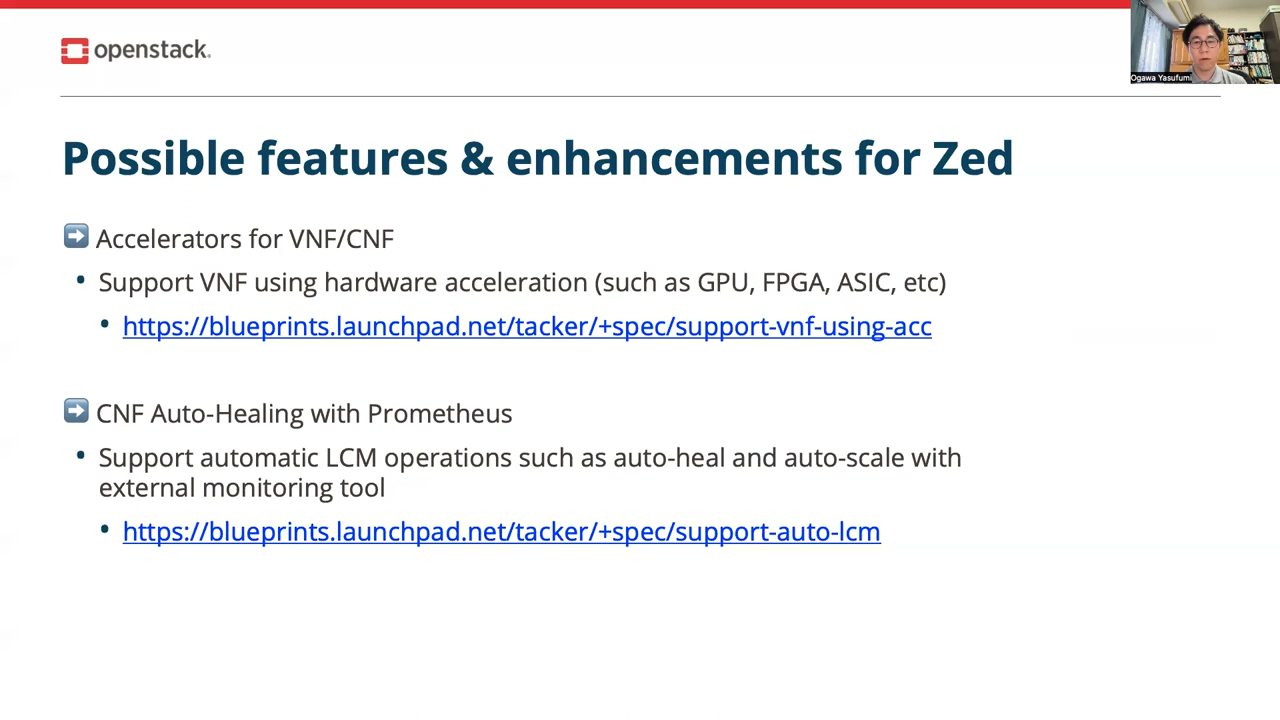 openstack.
Ogawa Yasufumi
Possible features & enhancements for Zed
Accelerators for VNF/CNF
• Support VNF using hardware acceleration (such as GPU, FPGA, ASIC, etc)
• https://blueprints.launchpad.net/tacker/+spec/support-vnf-using-acc
CNF Auto-Healing with Prometheus
• Support automatic LCM operations such as auto-heal and auto-scale with
external monitoring tool
• https://blueprints.launchpad.net/tacker/+spec/support-auto-lcm